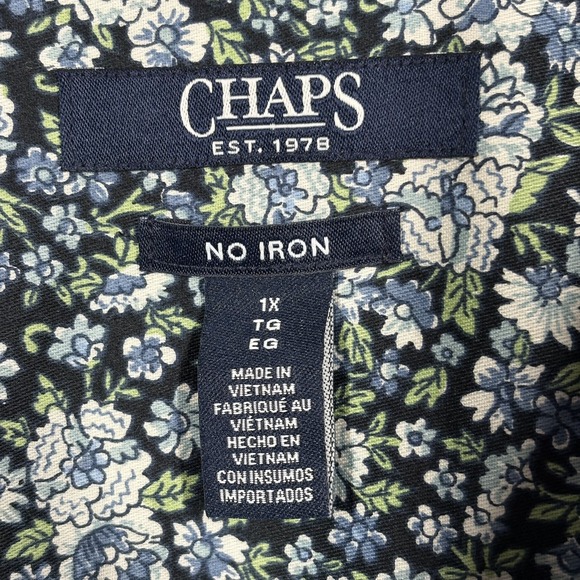 CHAPS
EST. 1978
NO IRON
1X
TG
EG
MADE IN
VIETNAM
FABRIQUÉ AU
VIÊTNAM
HECHO EN
VIETNAM
CON INSUMOS
IMPORTADOS